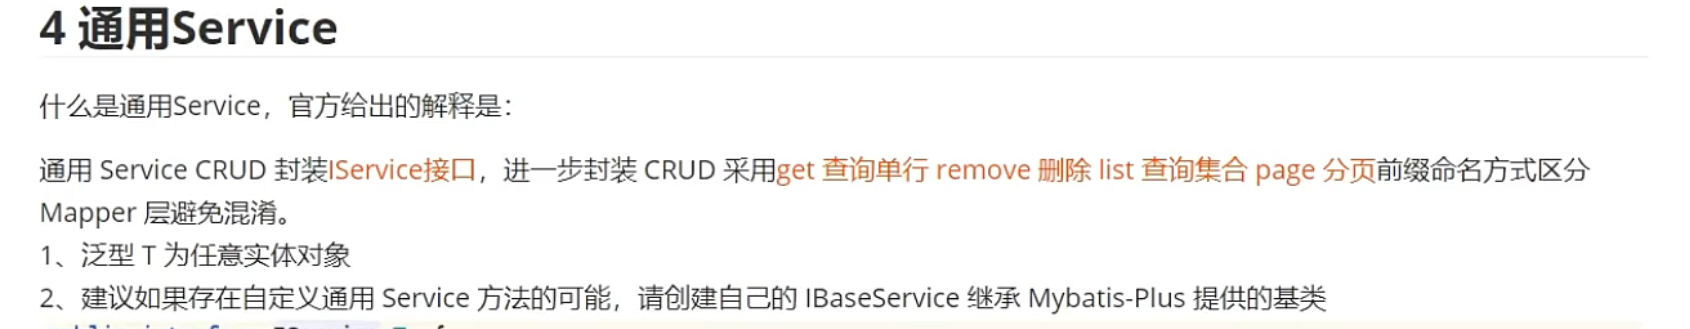 4 通用Service
什么是通用Service，官方给出的解释是：
通用 Service CRUD 封装IService接口，进一步封装 CRUD 采用get 查询单行 remove 删除 list 查询集合 page 分页前缀命名方式区分
Mapper 层避免混淆。
1、泛型 T 为任意实体对象
2、建议如果存在自定义通用 Service 方法的可能，请创建自己的 IBaseService 继承 Mybatis-Plus 提供的基类